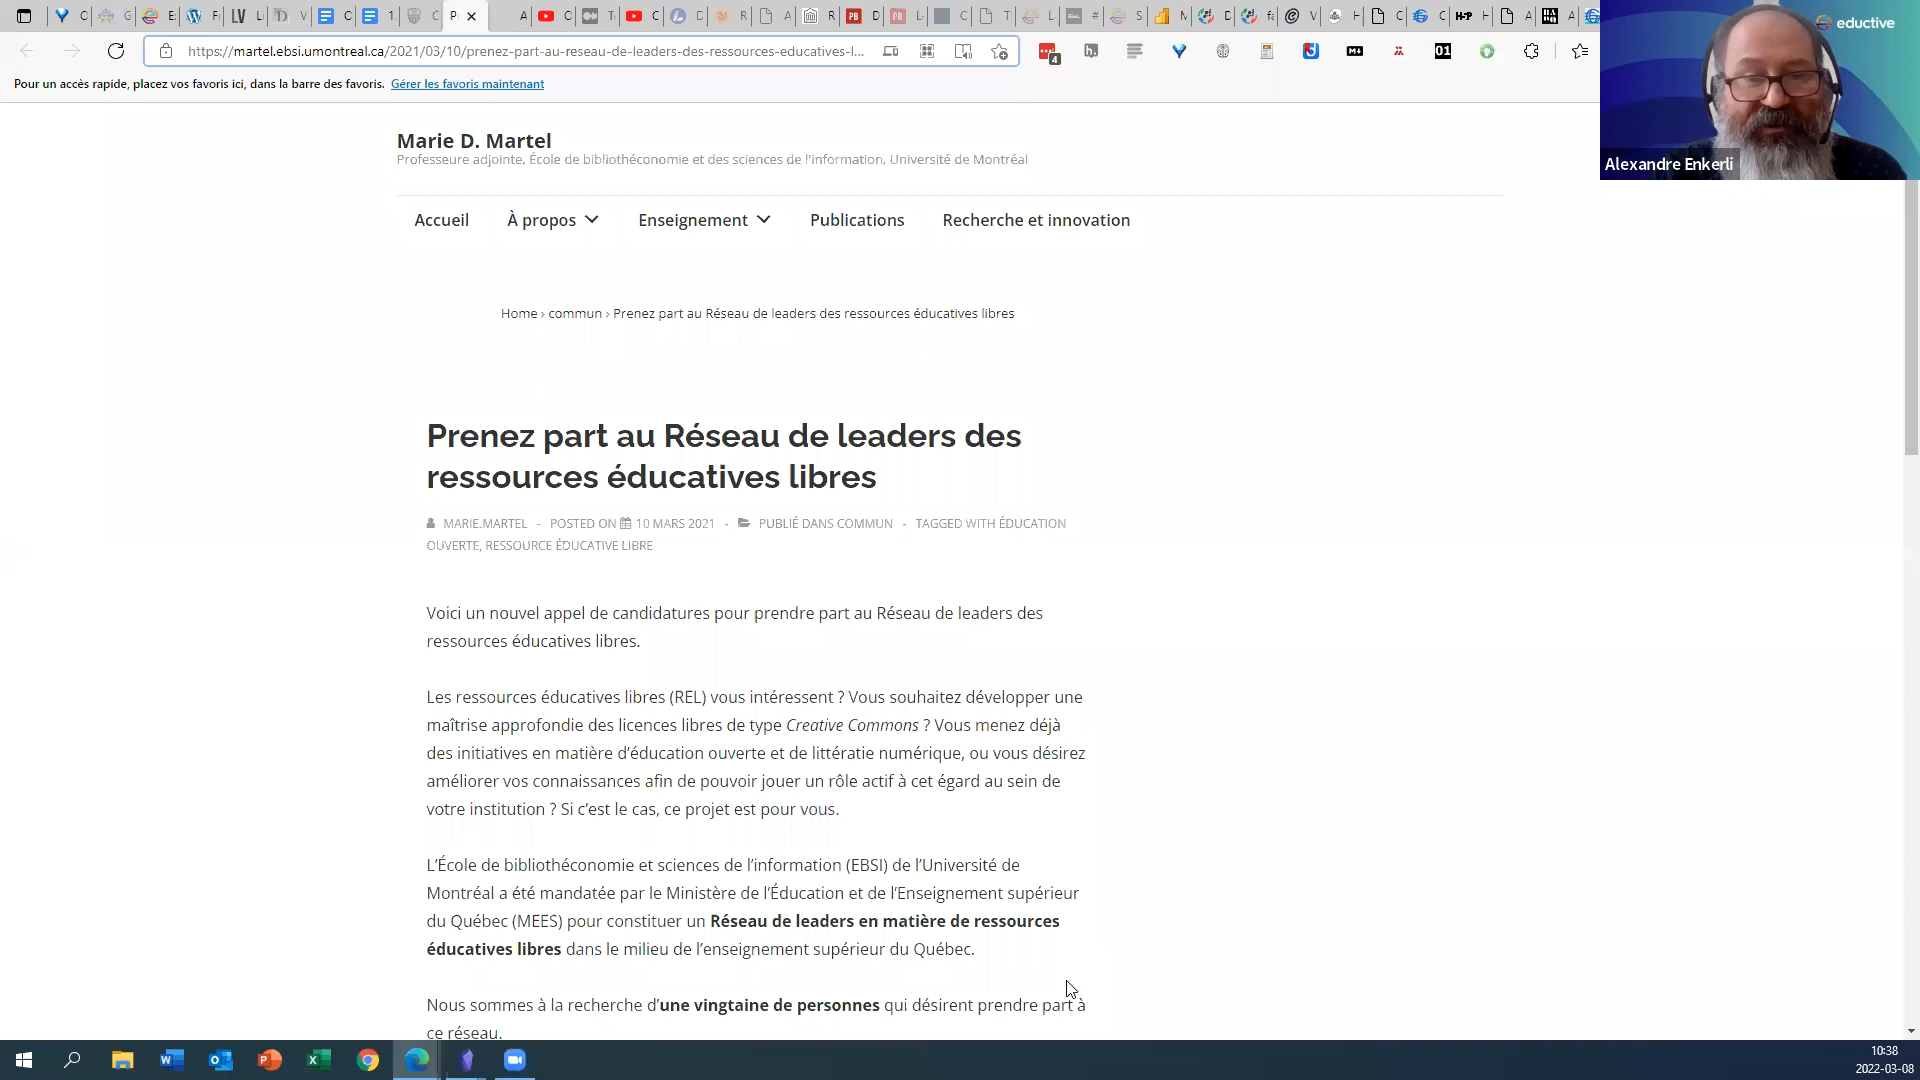 https://martel.ebsi.umontreal.ca/2021/03/10/prenez-part-au-reseau-de-leaders-des-ressources-educatives-l...
4
01
Pour un accès rapide, placez vos favoris ici, dans la barre des favoris. Gérer les favoris maintenant
eductive
Alexandre Enkerli
Marie D. Martel
Professeure adjointe, École de bibliothéconomie et des sciences de l'information, Université de Montréal
Accueil À propos Enseignement Publications Recherche et innovation
Home › commun › Prenez part au Réseau de leaders des ressources éducatives libres
Prenez part au Réseau de leaders des
ressources éducatives libres
MARIE.MARTEL - POSTED ON 10 MARS 2021 - PUBLIÉ DANS COMMUN - TAGGED WITH ÉDUCATION
OUVERTE, RESSOURCE ÉDUCATIVE LIBRE
Voici un nouvel appel de candidatures pour prendre part au Réseau de leaders des
ressources éducatives libres.
Les ressources éducatives libres (REL) vous intéressent ? Vous souhaitez développer une
maîtrise approfondie des licences libres de type Creative Commons ? Vous menez déjà
des initiatives en matière d’éducation ouverte et de littératie numérique, ou vous désirez
améliorer vos connaissances afin de pouvoir jouer un rôle actif à cet égard au sein de
votre institution ? Si c’est le cas, ce projet est pour vous.
L’École de bibliothéconomie et sciences de l’information (EBSI) de l’Université de
Montréal a été mandatée par le Ministère de l’Éducation et de l’Enseignement supérieur
du Québec (MEES) pour constituer un Réseau de leaders en matière de ressources
éducatives libres dans le milieu de l’enseignement supérieur du Québec.
Nous sommes à la recherche d’une vingtaine de personnes qui désirent prendre part à
ce réseau.
10:38
2022-03-08